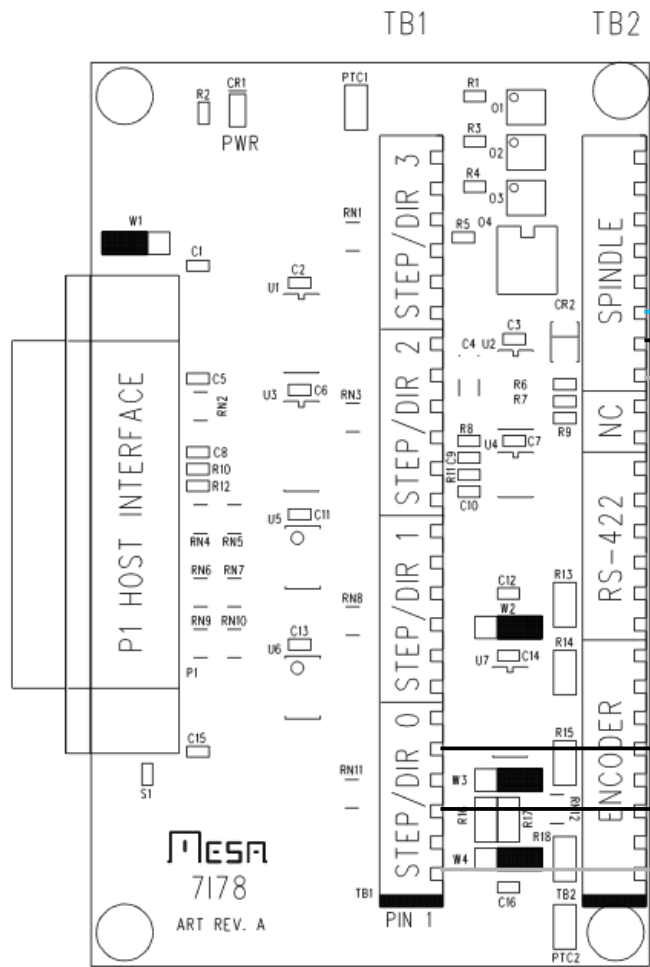 TB1 TB2
R2 CR1 PTC1 R1 O1
PWR R3 O2
R4 O3
STEP/DIR 3
RN1 R5 O4
W1
C1
C2
U1
SPINDLE
CR2
C3
C4 U2
STEP/DIR 2
C5
RN2
U3 C6
RN3
R6
R7
R9
NC
R8
C9
U4 C7
R11
C10
C8
R10
R12
P1 HOST INTERFACE
U5 C11
RN4 RN5
RN6 RN7
RN9 RN10
RN8
U6 C13
P1
STEP/DIR 1
RS-422
C12
R13
W2
R14
U7 C14
C15
S1
RN11
STEP/DIR 0
R15
W3
R16
R17
RN12
R18
W4
C16
ENCODER
MESA
7I78
ART REV. A
TB1
PIN 1
TB2
PTC2